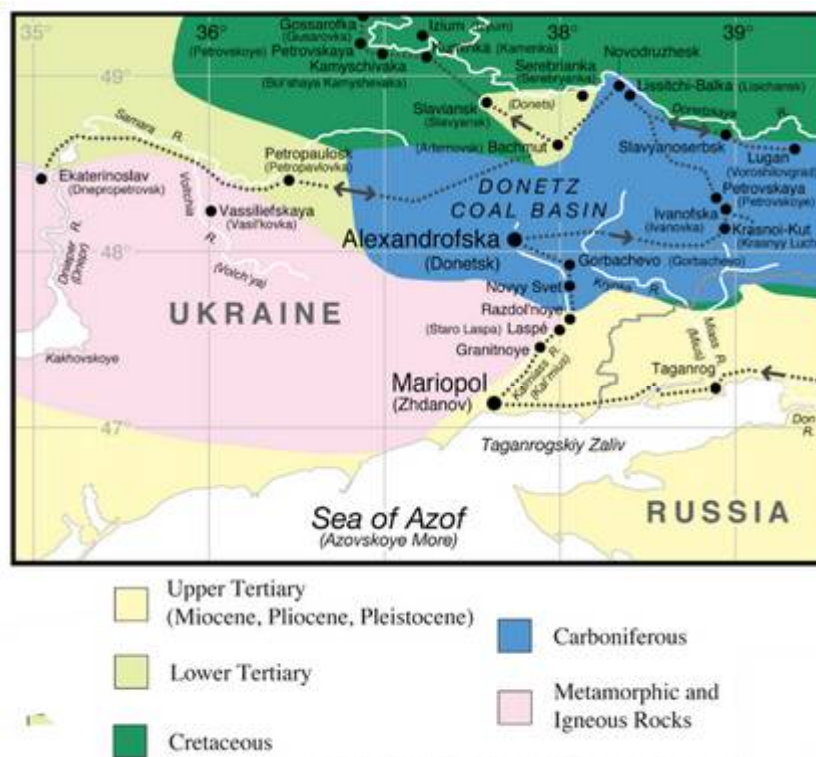 35°
36°
38°
39°
49°
48°
47°
Gossarofka
(Gusarovka)
Izium (Izyum)
(Petrovskoye) Petrovskaya
(Kamenka)
Kamyschivaka
(Bol'shaya Kamyshevaka)
Novodruzhesk
Serebrianka
(Serebryanka)
Lissitchi-Balka (Lisichansk)
(Donets)
Donetskaya
R.
Slaviansk
(Slavyansk)
Slavyanoserbsk
(Artemovsk) Bachmut
Lugan
(Voroshilovgrad)
Samara R.
Petropaulosk
(Petropavlovka)
Ekaterinoslav
(Dnepropetrovsk)
Volitchia
R.
(Volch'ya)
Vassiliefskaya
(Vasil'kovka)
DONETZ
COAL BASIN
Petrovskaya
(Petrovskoye)
Ivanofska
(Ivanovka)
Krasnoi-Kut
(Krasnyy Luch
Alexandrofska
(Donetsk)
Gorbachevo (Gorbachevo)
Dnieper R.
(Dnepr)
Novyy Svet
Krynka R.
UKRAINE
Razdol'noye
(Staro Laspa) Laspé
Granitnoye
Kalmiass R.
(Kal'mius)
Miass R.
(Mius)
Kakhovskoye
Taganrog
Mariopol
(Zhdanov)
Don
R.
Taganrogskiy Zaliv
Sea of Azof
(Azovskoye More)
RUSSIA
Upper Tertiary
(Miocene, Pliocene, Pleistocene)
Lower Tertiary
Cretaceous
Carboniferous
Metamorphic and
Igneous Rocks